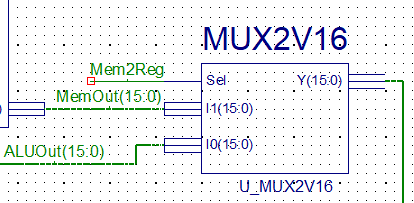 MUX2V16
Mem2Reg
Sel
Y(15:0)
MemOut(15:0)
I1(15:0)
ALUOut(15:0)
I0(15:0)
U_MUX2V16